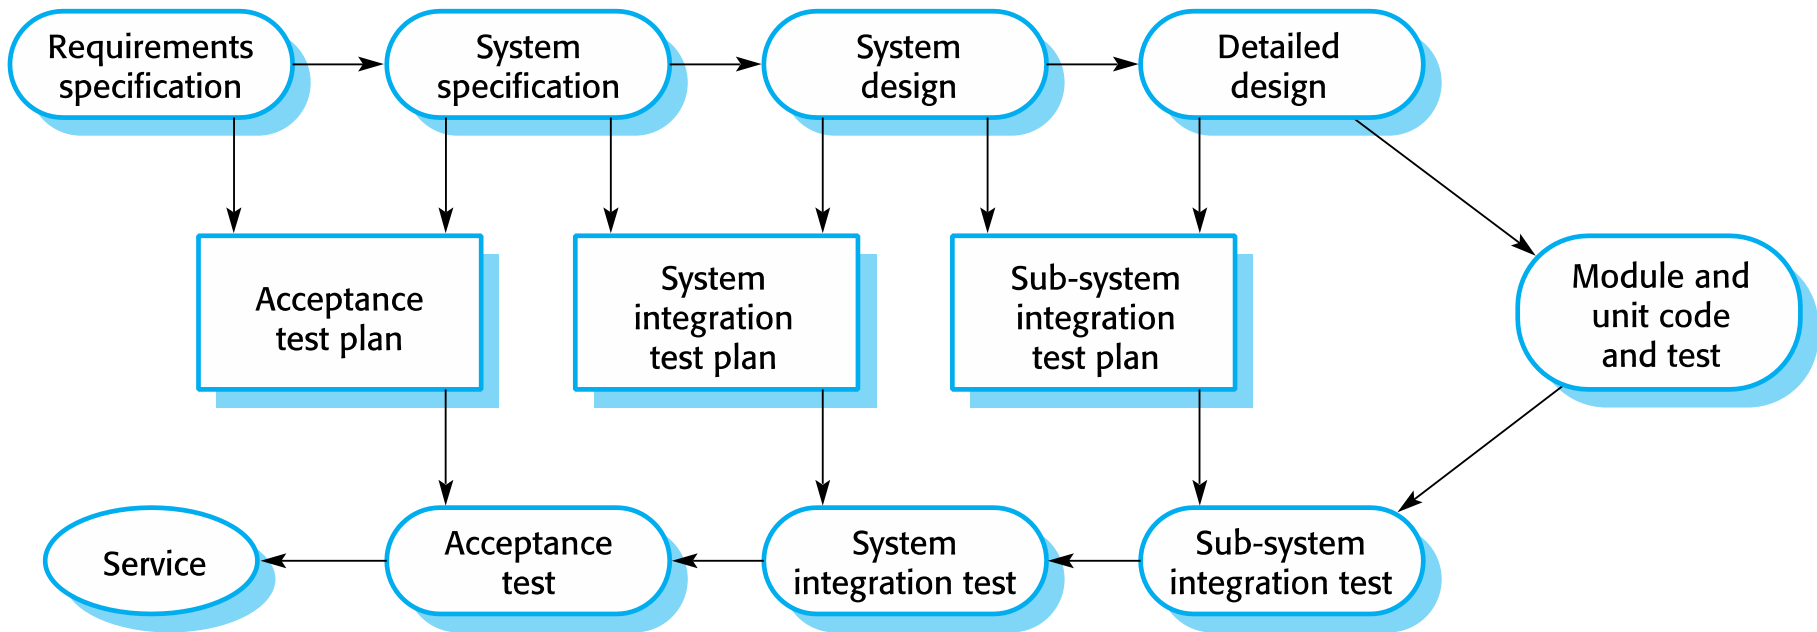 Requirements
specification
System
specification
System
design
Detailed
design
Acceptance
test plan
System
integration
test plan
Sub-system
integration
test plan
Module and
unit code
and test
Service
Acceptance
test
System
integration test
Sub-system
integration test